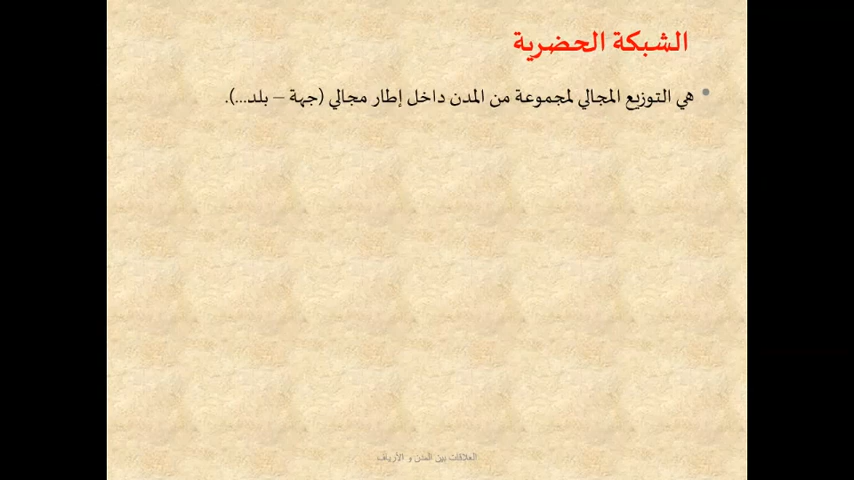 الشبكة الحضرية
• هي التوزيع المجالي لمجموعة من المدن داخل إطار مجالي (جهة – بلد...).
العلاقات بين المدن و الأرياف